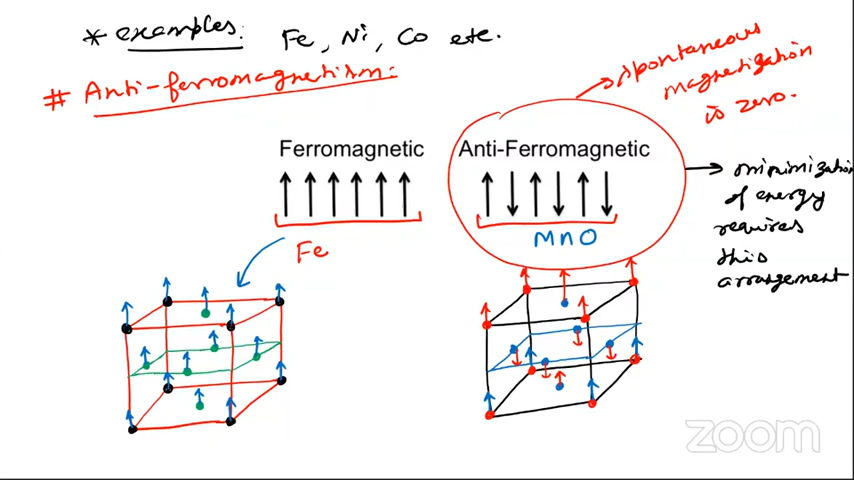 * examples:
Fe, Ni, Co etc.
# Anti-ferromagnetism:
spontaneous
magnetization
is zero.
Ferromagnetic
Anti-Ferromagnetic
minimization
of energy
requires
this
arrangement
MnO
Fe
zoom